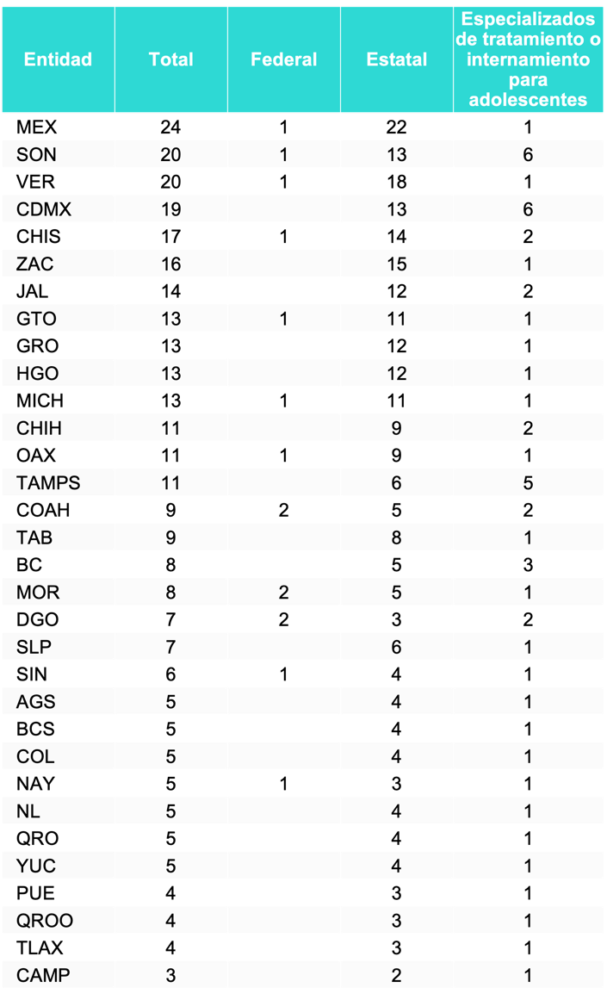 Entidad Total Federal Estatal Especializados de tratamiento o internamiento para adolescentes
MEX 24 1 22 1
SON 20 1 13 6
VER 20 1 18 1
CDMX 19 13 6
CHIS 17 1 14 2
ZAC 16 15 1
JAL 14 12 2
GTO 13 1 11 1
GRO 13 12 1
HGO 13 12 1
MICH 13 1 11 1
CHIH 11 9 2
OAX 11 1 9 1
TAMPS 11 6 5
COAH 9 2 5 2
TAB 9 8 1
BC 8 5 3
MOR 8 2 5 1
DGO 7 2 3 2
SLP 7 6 1
SIN 6 1 4 1
AGS 5 4 1
BCS 5 4 1
COL 5 4 1
NAY 5 1 3 1
NL 5 4 1
QRO 5 4 1
YUC 5 4 1
PUE 4 3 1
QROO 4 3 1
TLAX 4 3 1
CAMP 3 2 1